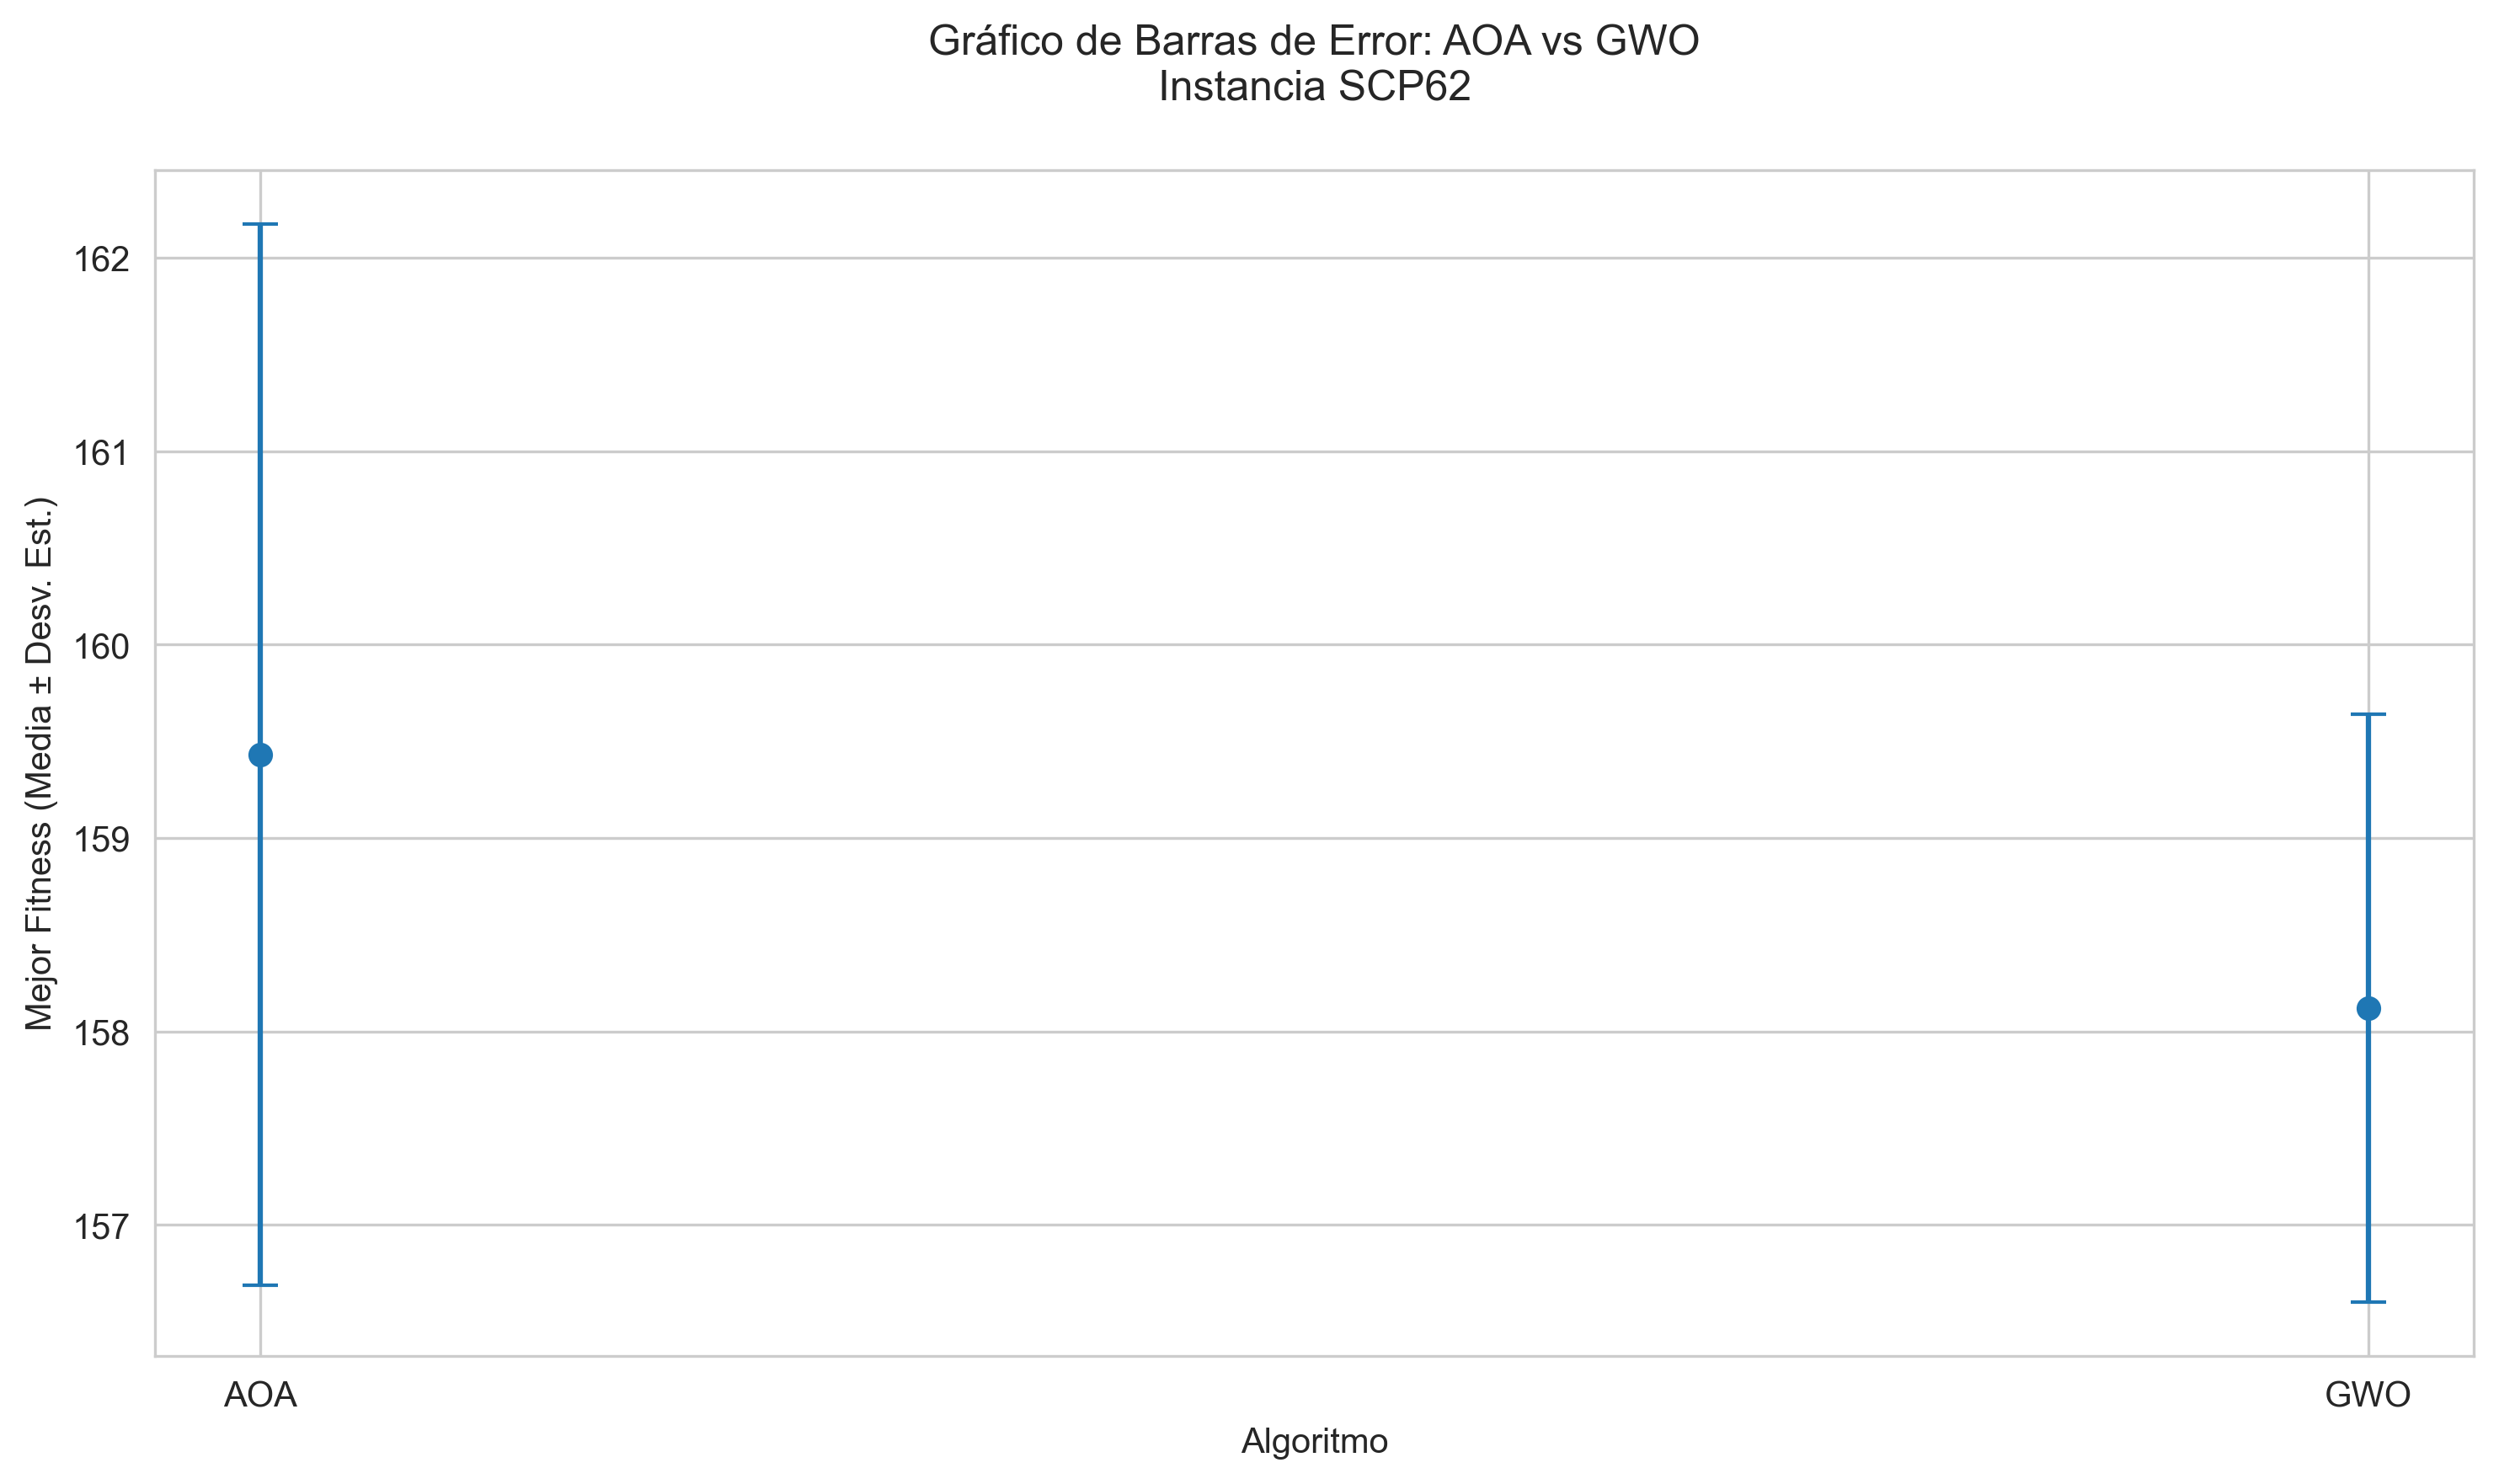 Gráfico de Barras de Error: AOA vs GWO
Instancia SCP62
Mejor Fitness (Media ± Desv. Est.)
162
161
160
159
158
157
AOA
GWO
Algoritmo